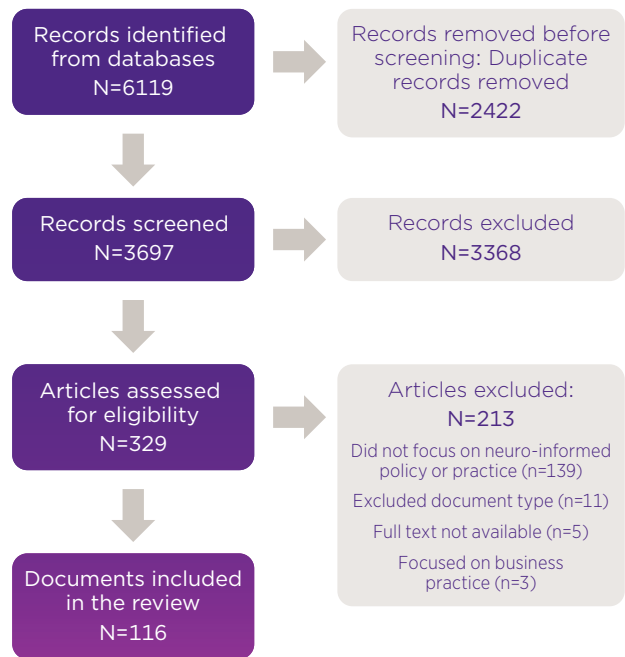 Records identified
from databases
N=6119
Records removed before
screening: Duplicate
records removed
N=2422
Records screened
N=3697
Records excluded
N=3368
Articles assessed
for eligibility
N=329
Articles excluded:
N=213
Did not focus on neuro-informed
policy or practice (n=139)
Excluded document type (n=11)
Full text not available (n=5)
Focused on business
practice (n=3)
Documents included
in the review
N=116